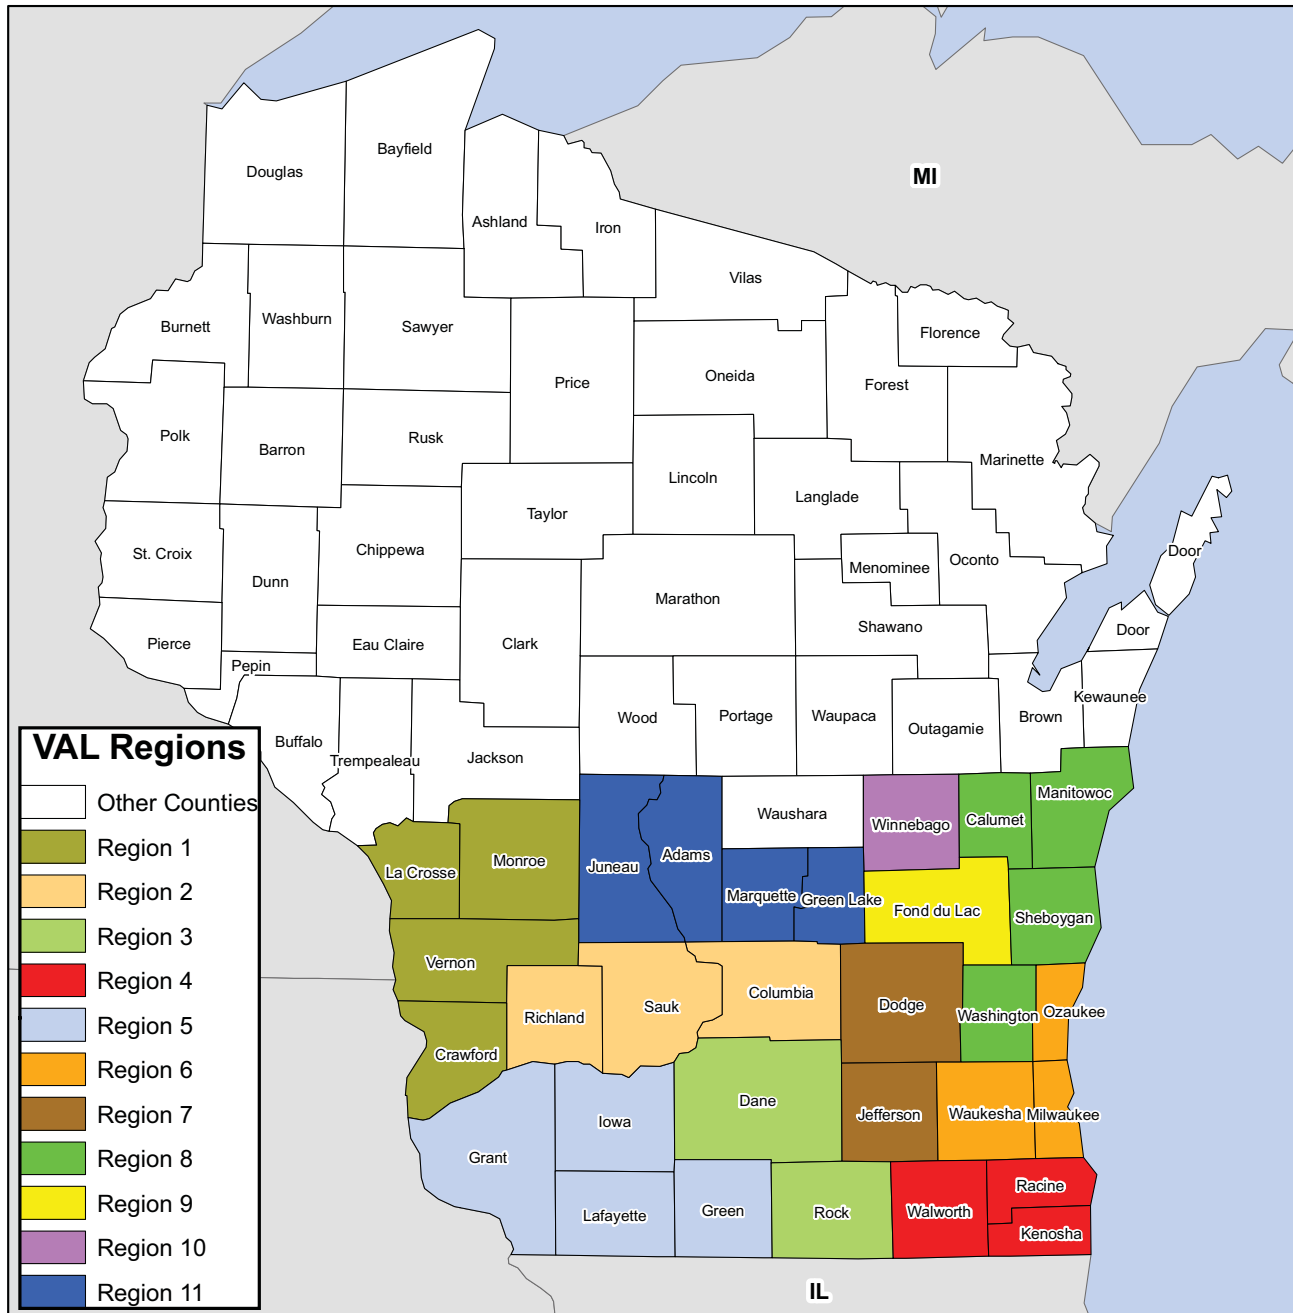 Bayfield
Douglas
MI
Ashland
Iron
Vilas
Washburn
Burnett
Sawyer
Florence
Price
Oneida
Forest
Polk
Rusk
Barron
Marinette
Lincoln
Langlade
Taylor
Chippewa
St. Croix
Door
Oconto
Menominee
Dunn
Marathon
Shawano
Door
Pierce
Eau Claire
Clark
Pepin
Kewaunee
Wood
Portage
Waupaca
Brown
Outagamie
Buffalo
Trempealeau
Jackson
VAL Regions
Other Counties
Region 1
Region 2
Region 3
Region 4
Region 5
Region 6
Region 7
Region 8
Region 9
Region 10
Region 11
Manitowoc
Waushara
Calumet
Winnebago
Adams
Monroe
Juneau
La Crosse
Marquette
Green Lake
Fond du Lac
Sheboygan
Vernon
Columbia
Sauk
Dodge
Ozaukee
Richland
Washington
Crawford
Dane
Jefferson
Waukesha
Milwaukee
Iowa
Grant
Racine
Green
Rock
Walworth
Lafayette
Kenosha
IL